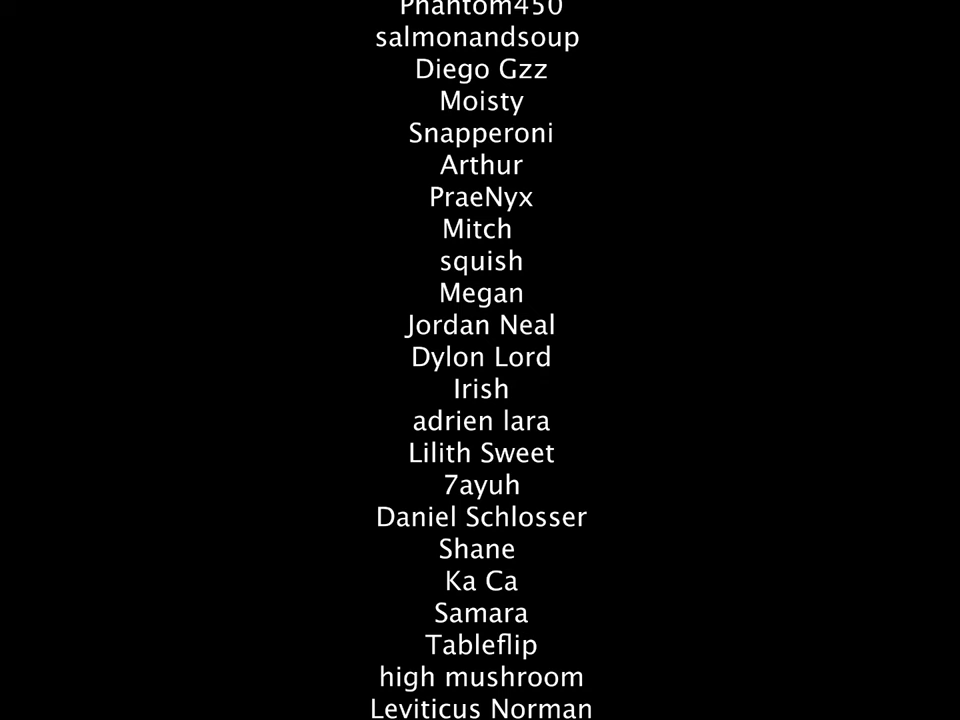 Phantom450
salmonandsoup
Diego Gzz
Moisty
Snapperoni
Arthur
PraeNyx
Mitch
squish
Megan
Jordan Neal
Dylon Lord
Irish
adrien lara
Lilith Sweet
7ayuh
Daniel Schlosser
Shane
Ka Ca
Samara
Tableflip
high mushroom
Leviticus Norman